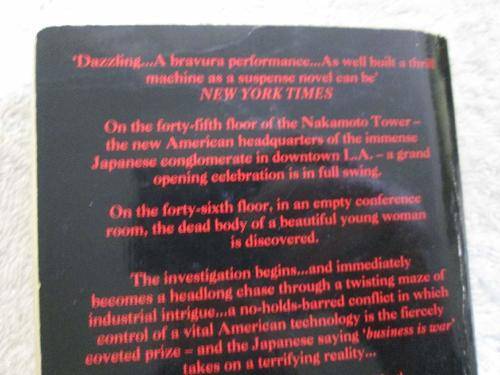 'Dazzling...A bravura performance...As well built a thrill
machine as a suspense novel can be'
NEW YORK TIMES
On the forty-fifth floor of the Nakamoto Tower –
the new American headquarters of the immense
Japanese conglomerate in downtown L.A. – a grand
opening celebration is in full swing.
On the forty-sixth floor, in an empty conference
room, the dead body of a beautiful young woman
is discovered.
The investigation begins...and immediately
becomes a headlong chase through a twisting maze of
industrial intrigue...a no-holds-barred conflict in which
control of a vital American technology is the fiercely
coveted prize – and the Japanese saying 'business is war'
takes on a terrifying reality...